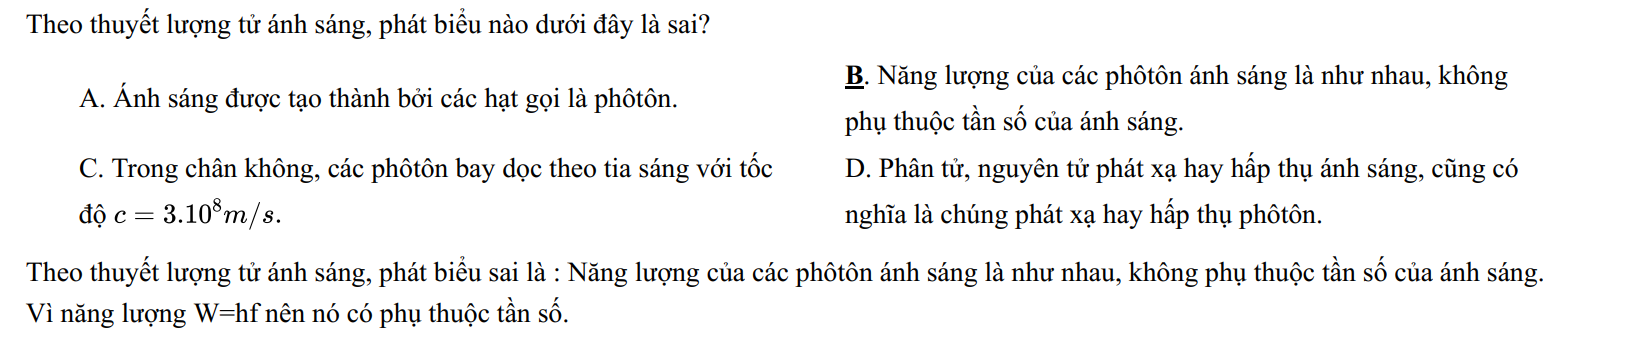 Theo thuyết lượng tử ánh sáng, phát biểu nào dưới đây là sai?
A. Ánh sáng được tạo thành bởi các hạt gọi là phôtôn.
B. Năng lượng của các phôtôn ánh sáng là như nhau, không
phụ thuộc tần số của ánh sáng.
C. Trong chân không, các phôtôn bay dọc theo tia sáng với tốc
độ c = 3.10⁸m/s.
D. Phân tử, nguyên tử phát xạ hay hấp thụ ánh sáng, cũng có
nghĩa là chúng phát xạ hay hấp thụ phôtôn.
Theo thuyết lượng tử ánh sáng, phát biểu sai là : Năng lượng của các phôtôn ánh sáng là như nhau, không phụ thuộc tần số của ánh sáng.
Vì năng lượng W=hf nên nó có phụ thuộc tần số.